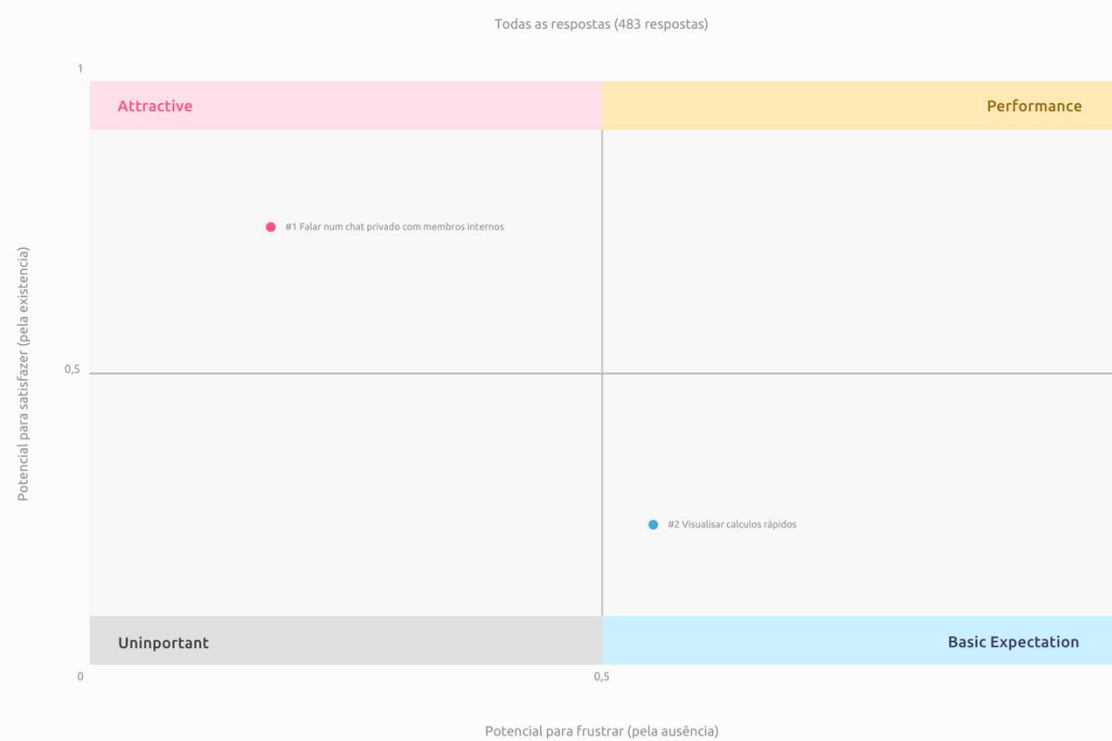 Todas as respostas (483 respostas)
1
Attractive
Performance
#1 Falar num chat privado com membros internos
Potencial para satisfazer (pela existencia)
0,5
#2 Visualisar calculos rápidos
Uninportant
Basic Expectation
0
0,5
Potencial para frustrar (pela ausência)